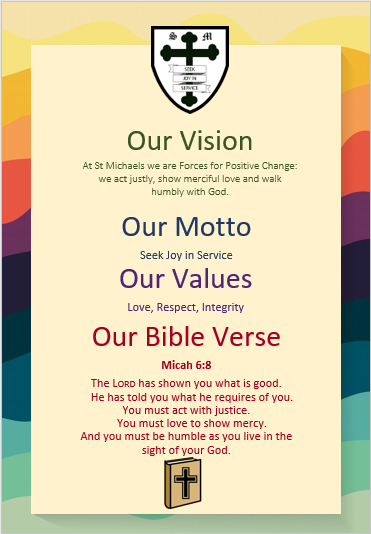 S M
SEEK
JOY IN
SERVICE
Our Vision
At St Michaels we are Forces for Positive Change:
we act justly, show merciful love and walk
humbly with God.
Our Motto
Seek Joy in Service
Our Values
Love, Respect, Integrity
Our Bible Verse
Micah 6:8
The LORD has shown you what is good.
He has told you what he requires of you.
You must act with justice.
You must love to show mercy.
And you must be humble as you live in the
sight of your God.